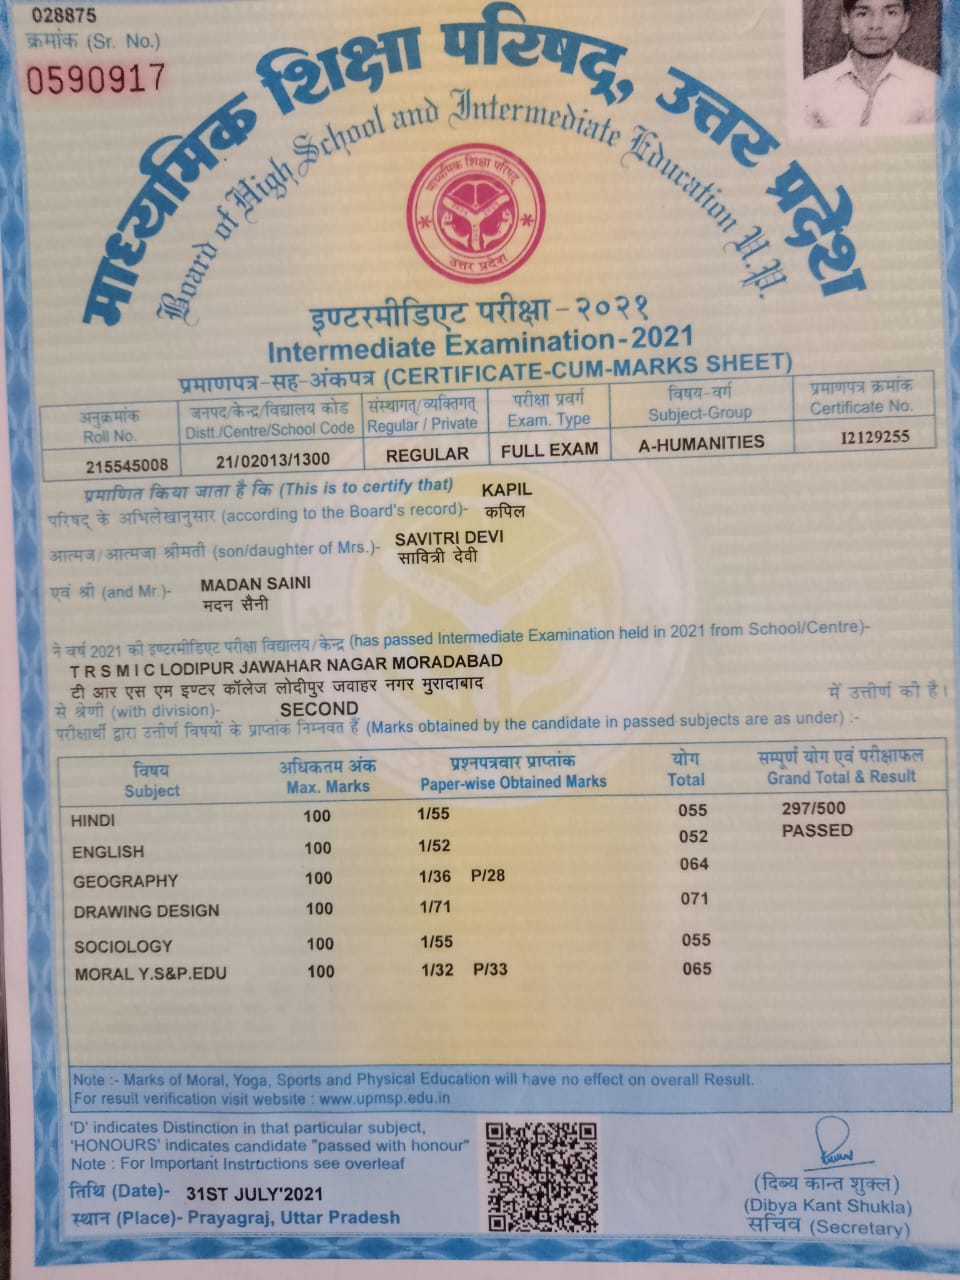 028875
क्रमांक (Sr. No.)
0590917
माध्यमिक शिक्षा परिषद्, उत्तर प्रदेश
Board of High School and Intermediate Education U.P.
माध्यमिक शिक्षा परिषद्
उत्तर प्रदेश
इण्टरमीडिएट परीक्षा - २०२१
Intermediate Examination - 2021
प्रमाणपत्र-सह-अंकपत्र (CERTIFICATE-CUM-MARKS SHEET)
अनुक्रमांक जनपद/केन्द्र/विद्यालय कोड संस्थागत्/व्यक्तिगत् परीक्षा प्रवर्ग विषय-वर्ग प्रमाणपत्र क्रमांक
Roll No. Distt./Centre/School Code Regular / Private Exam. Type Subject-Group Certificate No.
215545008 21/02013/1300 REGULAR FULL EXAM A-HUMANITIES I2129255
प्रमाणित किया जाता है कि (This is to certify that) KAPIL
परिषद् के अभिलेखानुसार (according to the Board's record)- कपिल
आत्मज/आत्मजा श्रीमती (son/daughter of Mrs.)- SAVITRI DEVI
सावित्री देवी
एवं श्री (and Mr.)- MADAN SAINI
मदन सैनी
ने वर्ष 2021 की इण्टरमीडिएट परीक्षा विद्यालय/केन्द्र (has passed Intermediate Examination held in 2021 from School/Centre)-
T R S M I C LODIPUR JAWAHAR NAGAR MORADABAD
टी आर एस एम इण्टर कॉलेज लोदीपुर जवाहर नगर मुरादाबाद में उत्तीर्ण की है।
से श्रेणी (with division)- SECOND
परीक्षार्थी द्वारा उत्तीर्ण विषयों के प्राप्तांक निम्नवत हैं (Marks obtained by the candidate in passed subjects are as under) :-
विषय अधिकतम अंक प्रश्नपत्रवार प्राप्तांक योग सम्पूर्ण योग एवं परीक्षाफल
Subject Max. Marks Paper-wise Obtained Marks Total Grand Total & Result
HINDI 100 1/55 055 297/500
PASSED
ENGLISH 100 1/52 052
GEOGRAPHY 100 1/36 P/28 064
DRAWING DESIGN 100 1/71 071
SOCIOLOGY 100 1/55 055
MORAL Y.S&P.EDU 100 1/32 P/33 065
Note :- Marks of Moral, Yoga, Sports and Physical Education will have no effect on overall Result.
For result verification visit website : www.upmsp.edu.in
'D' indicates Distinction in that particular subject,
'HONOURS' indicates candidate "passed with honour"
Note : For Important Instructions see overleaf
तिथि (Date)- 31ST JULY'2021
स्थान (Place)- Prayagraj, Uttar Pradesh
(दिब्य कान्त शुक्ल)
(Dibya Kant Shukla)
सचिव (Secretary)